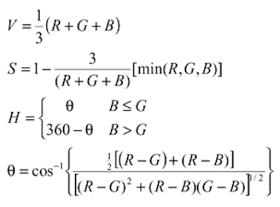 V = 1/3 (R + G + B)
S = 1 − 3/(R + G + B) [min(R, G, B)]
H = { θ B ≤ G
360 − θ B > G
θ = cos⁻¹ { ½[(R − G) + (R − B)] / [(R − G)² + (R − B)(G − B)]^1/2 }